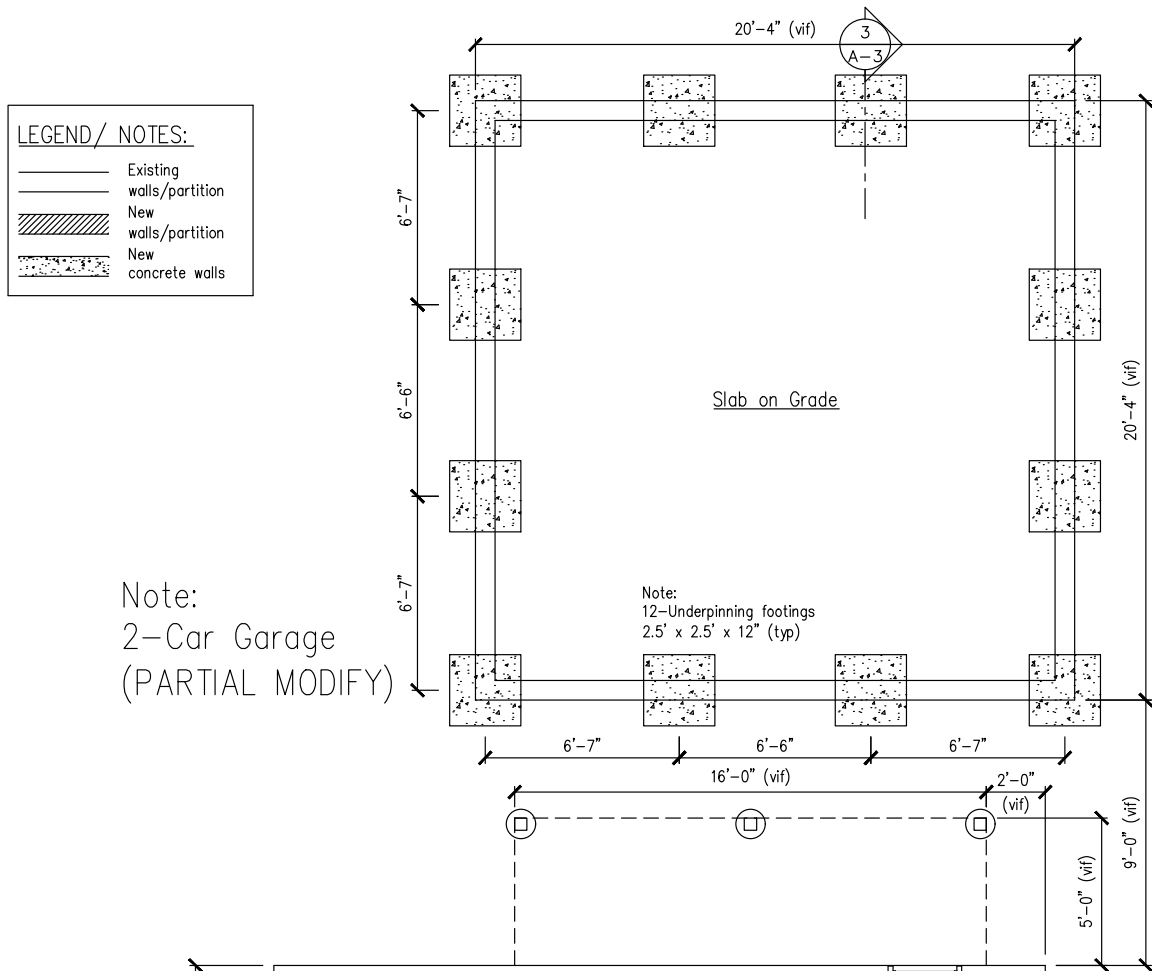 20'-4" (vif)
3
A-3
LEGEND/ NOTES:
Existing
walls/partition
New
walls/partition
New
concrete walls
6'-7"
6'-6"
6'-7"
Slab on Grade
20'-4" (vif)
Note:
2-Car Garage
(PARTIAL MODIFY)
Note:
12-Underpinning footings
2.5' x 2.5' x 12" (typ)
6'-7"
6'-6"
6'-7"
16'-0" (vif)
2'-0"
(vif)
5'-0" (vif)
9'-0" (vif)